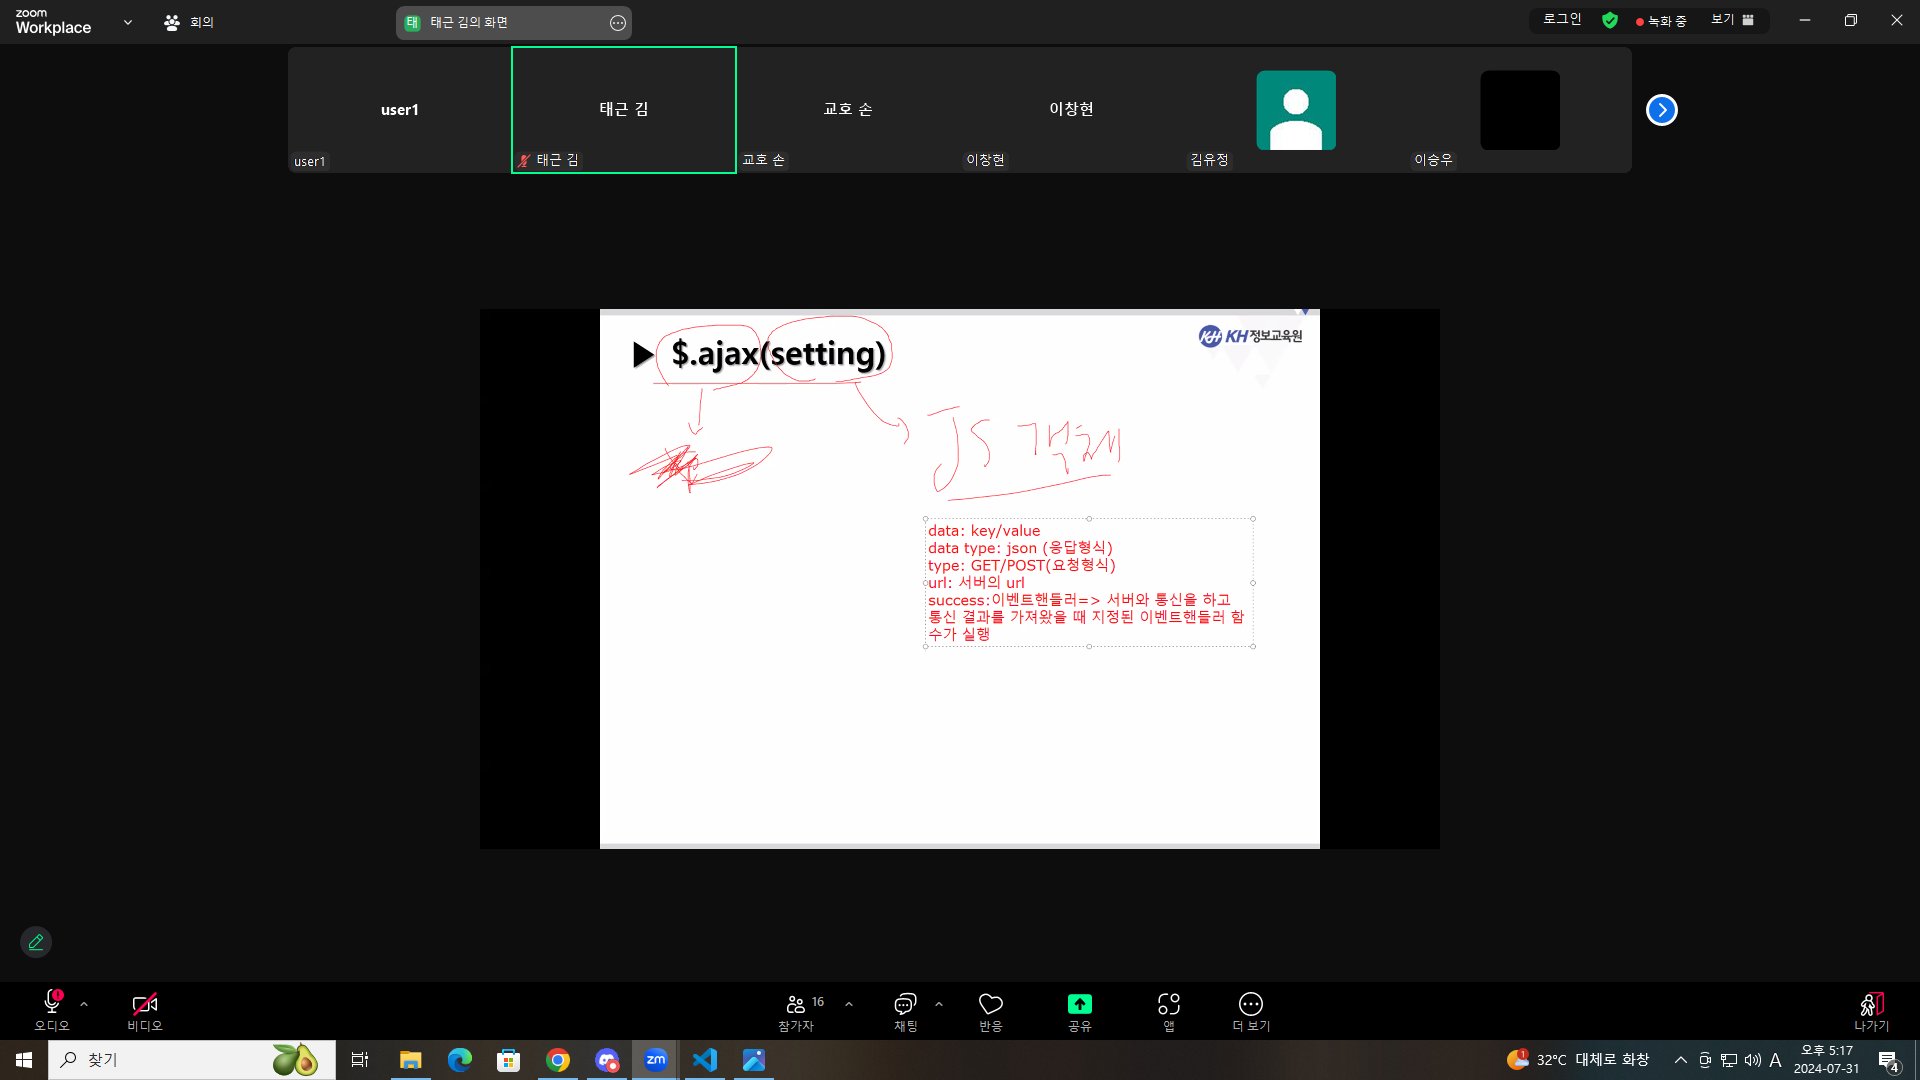 zoom
Workplace
회의
태 태근 김의 화면
로그인
녹화 중
보기
user1
태근 김
교호 손
이창현
user1
태근 김
교호 손
이창현
김유정
이승우
▶ $.ajax(setting)
KH KH정보교육원
JS 객체
data: key/value
data type: json (응답형식)
type: GET/POST(요청형식)
url: 서버의 url
success:이벤트핸들러=> 서버와 통신을 하고
통신 결과를 가져왔을 때 지정된 이벤트핸들러 함
수가 실행
오디오
비디오
16
참가자
채팅
반응
공유
앱
더 보기
나가기
찾기
zm
1
32°C 대체로 화창
A
오후 5:17
2024-07-31
4